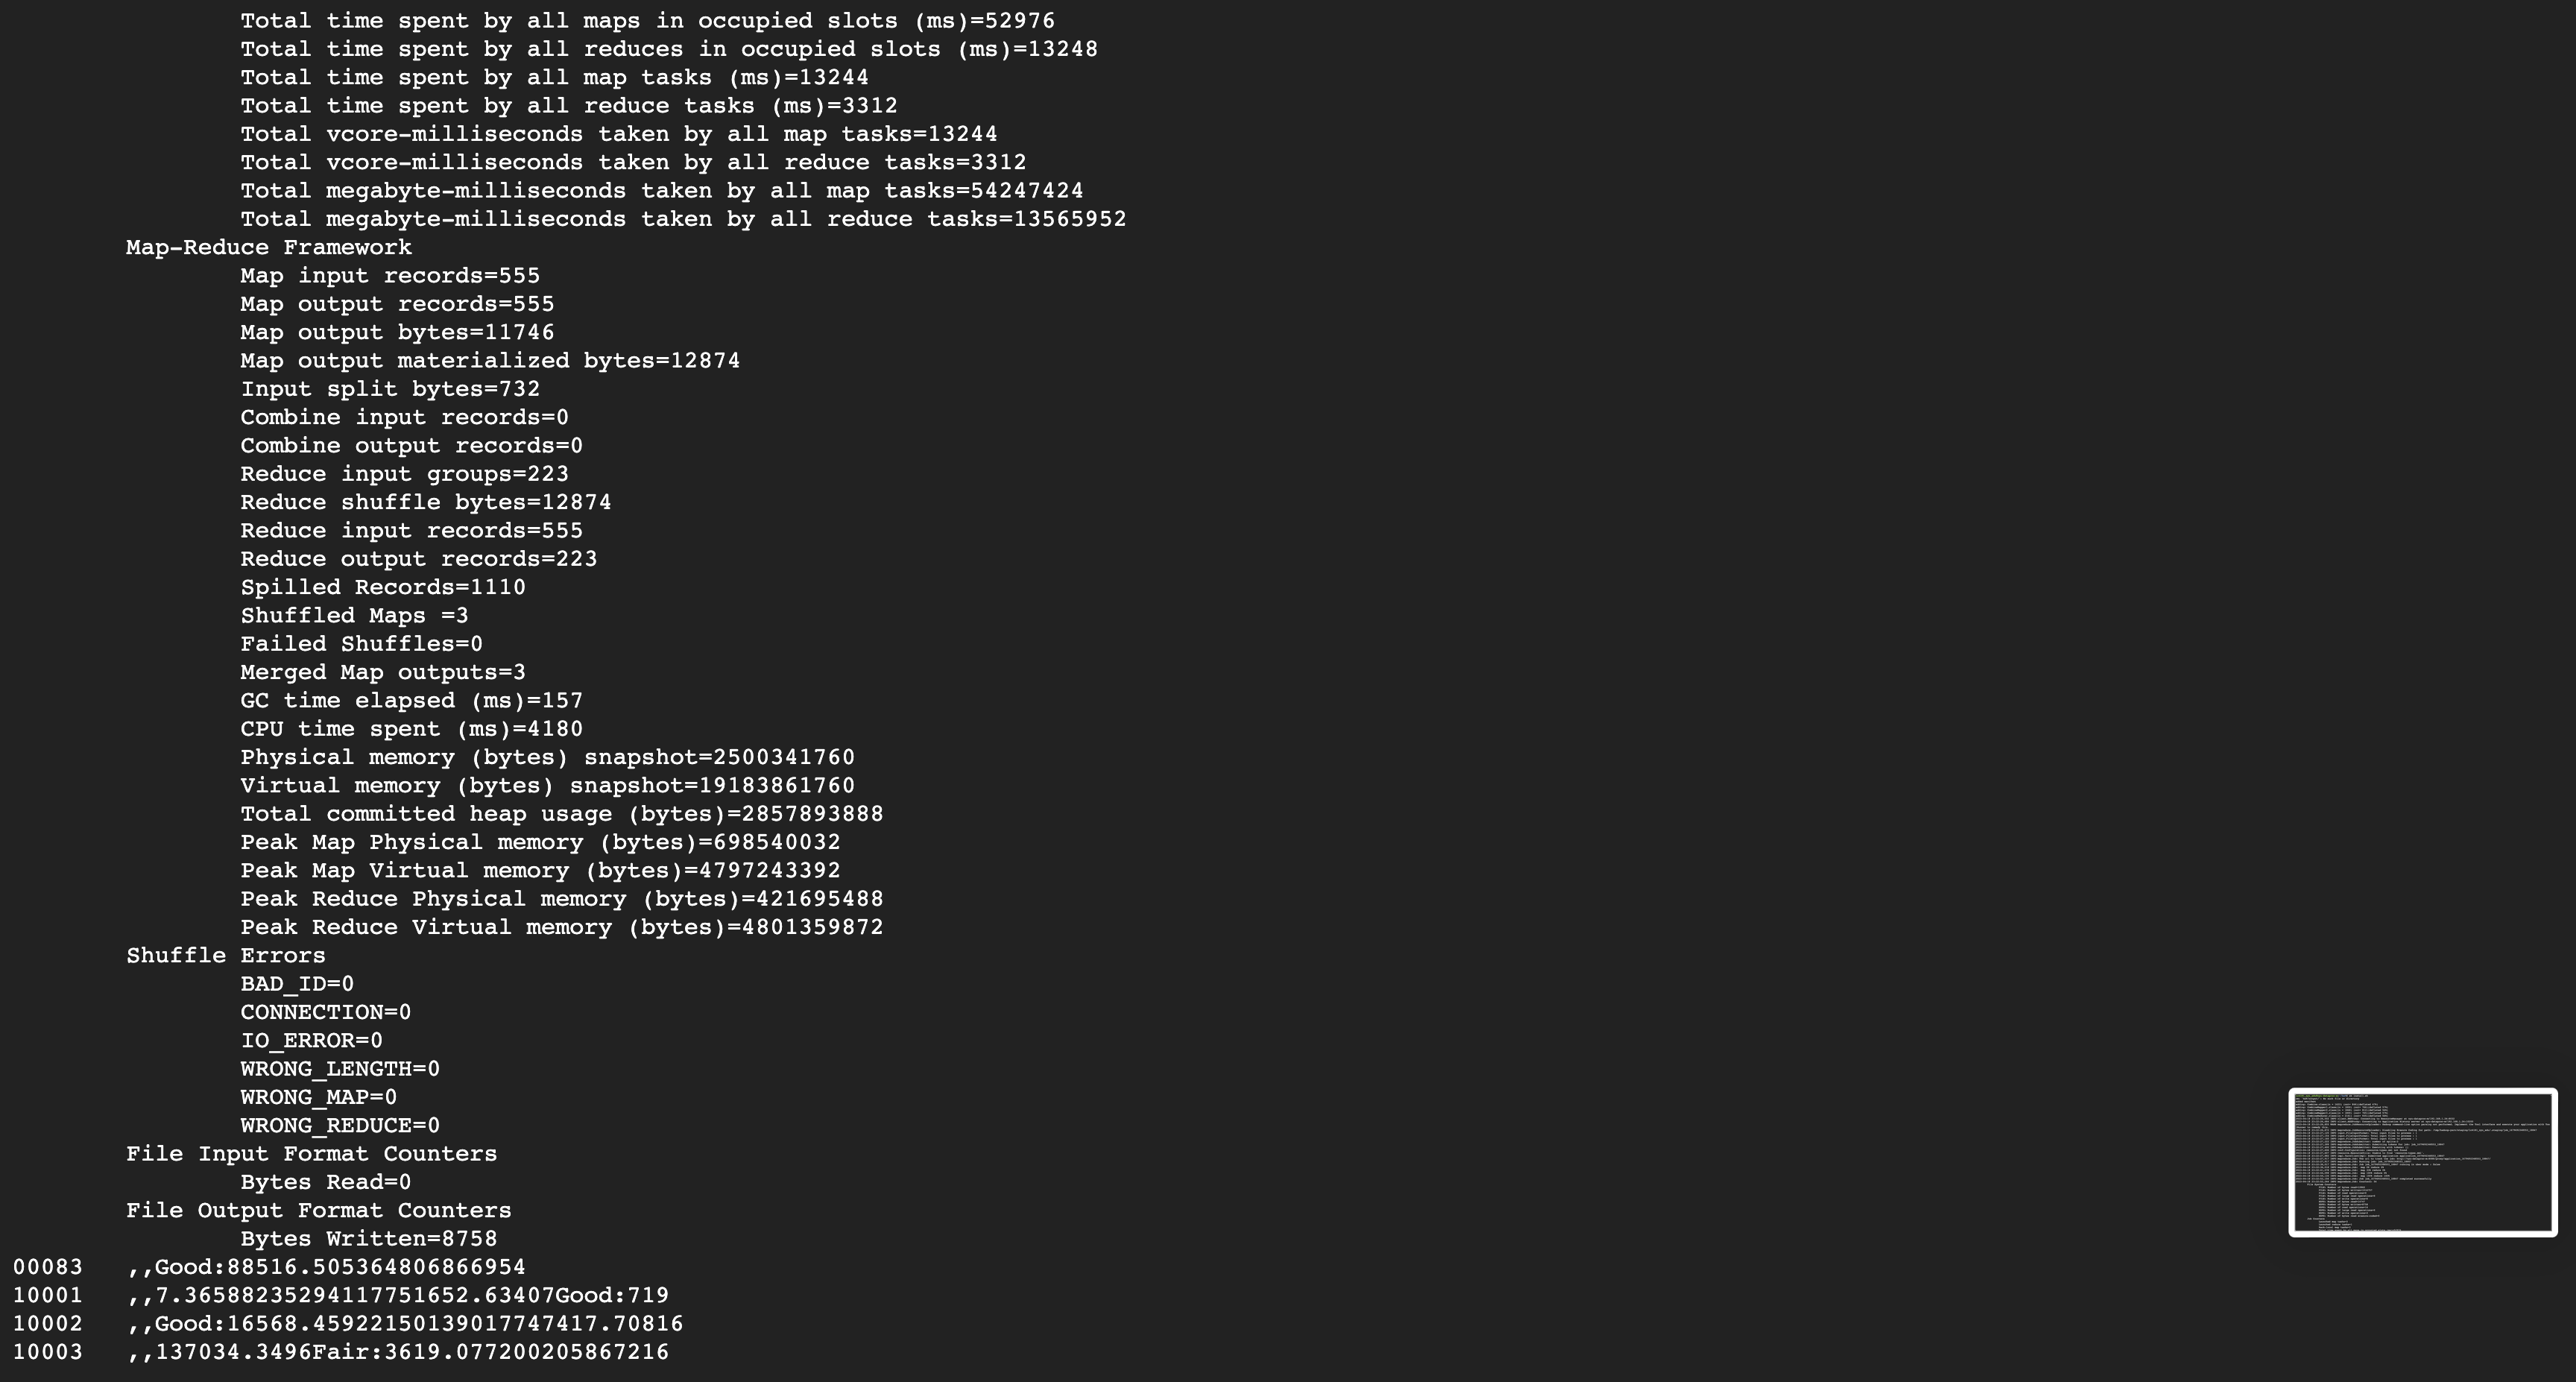 Total time spent by all maps in occupied slots (ms)=52976
Total time spent by all reduces in occupied slots (ms)=13248
Total time spent by all map tasks (ms)=13244
Total time spent by all reduce tasks (ms)=3312
Total vcore-milliseconds taken by all map tasks=13244
Total vcore-milliseconds taken by all reduce tasks=3312
Total megabyte-milliseconds taken by all map tasks=54247424
Total megabyte-milliseconds taken by all reduce tasks=13565952
Map-Reduce Framework
Map input records=555
Map output records=555
Map output bytes=11746
Map output materialized bytes=12874
Input split bytes=732
Combine input records=0
Combine output records=0
Reduce input groups=223
Reduce shuffle bytes=12874
Reduce input records=555
Reduce output records=223
Spilled Records=1110
Shuffled Maps =3
Failed Shuffles=0
Merged Map outputs=3
GC time elapsed (ms)=157
CPU time spent (ms)=4180
Physical memory (bytes) snapshot=2500341760
Virtual memory (bytes) snapshot=19183861760
Total committed heap usage (bytes)=2857893888
Peak Map Physical memory (bytes)=698540032
Peak Map Virtual memory (bytes)=4797243392
Peak Reduce Physical memory (bytes)=421695488
Peak Reduce Virtual memory (bytes)=4801359872
Shuffle Errors
BAD_ID=0
CONNECTION=0
IO_ERROR=0
WRONG_LENGTH=0
WRONG_MAP=0
WRONG_REDUCE=0
File Input Format Counters
Bytes Read=0
File Output Format Counters
Bytes Written=8758
00083 ,,Good:88516.505364806866954
10001 ,,7.36588235294117751652.63407Good:719
10002 ,,Good:16568.45922150139017747417.70816
10003 ,,137034.3496Fair:3619.077200205867216